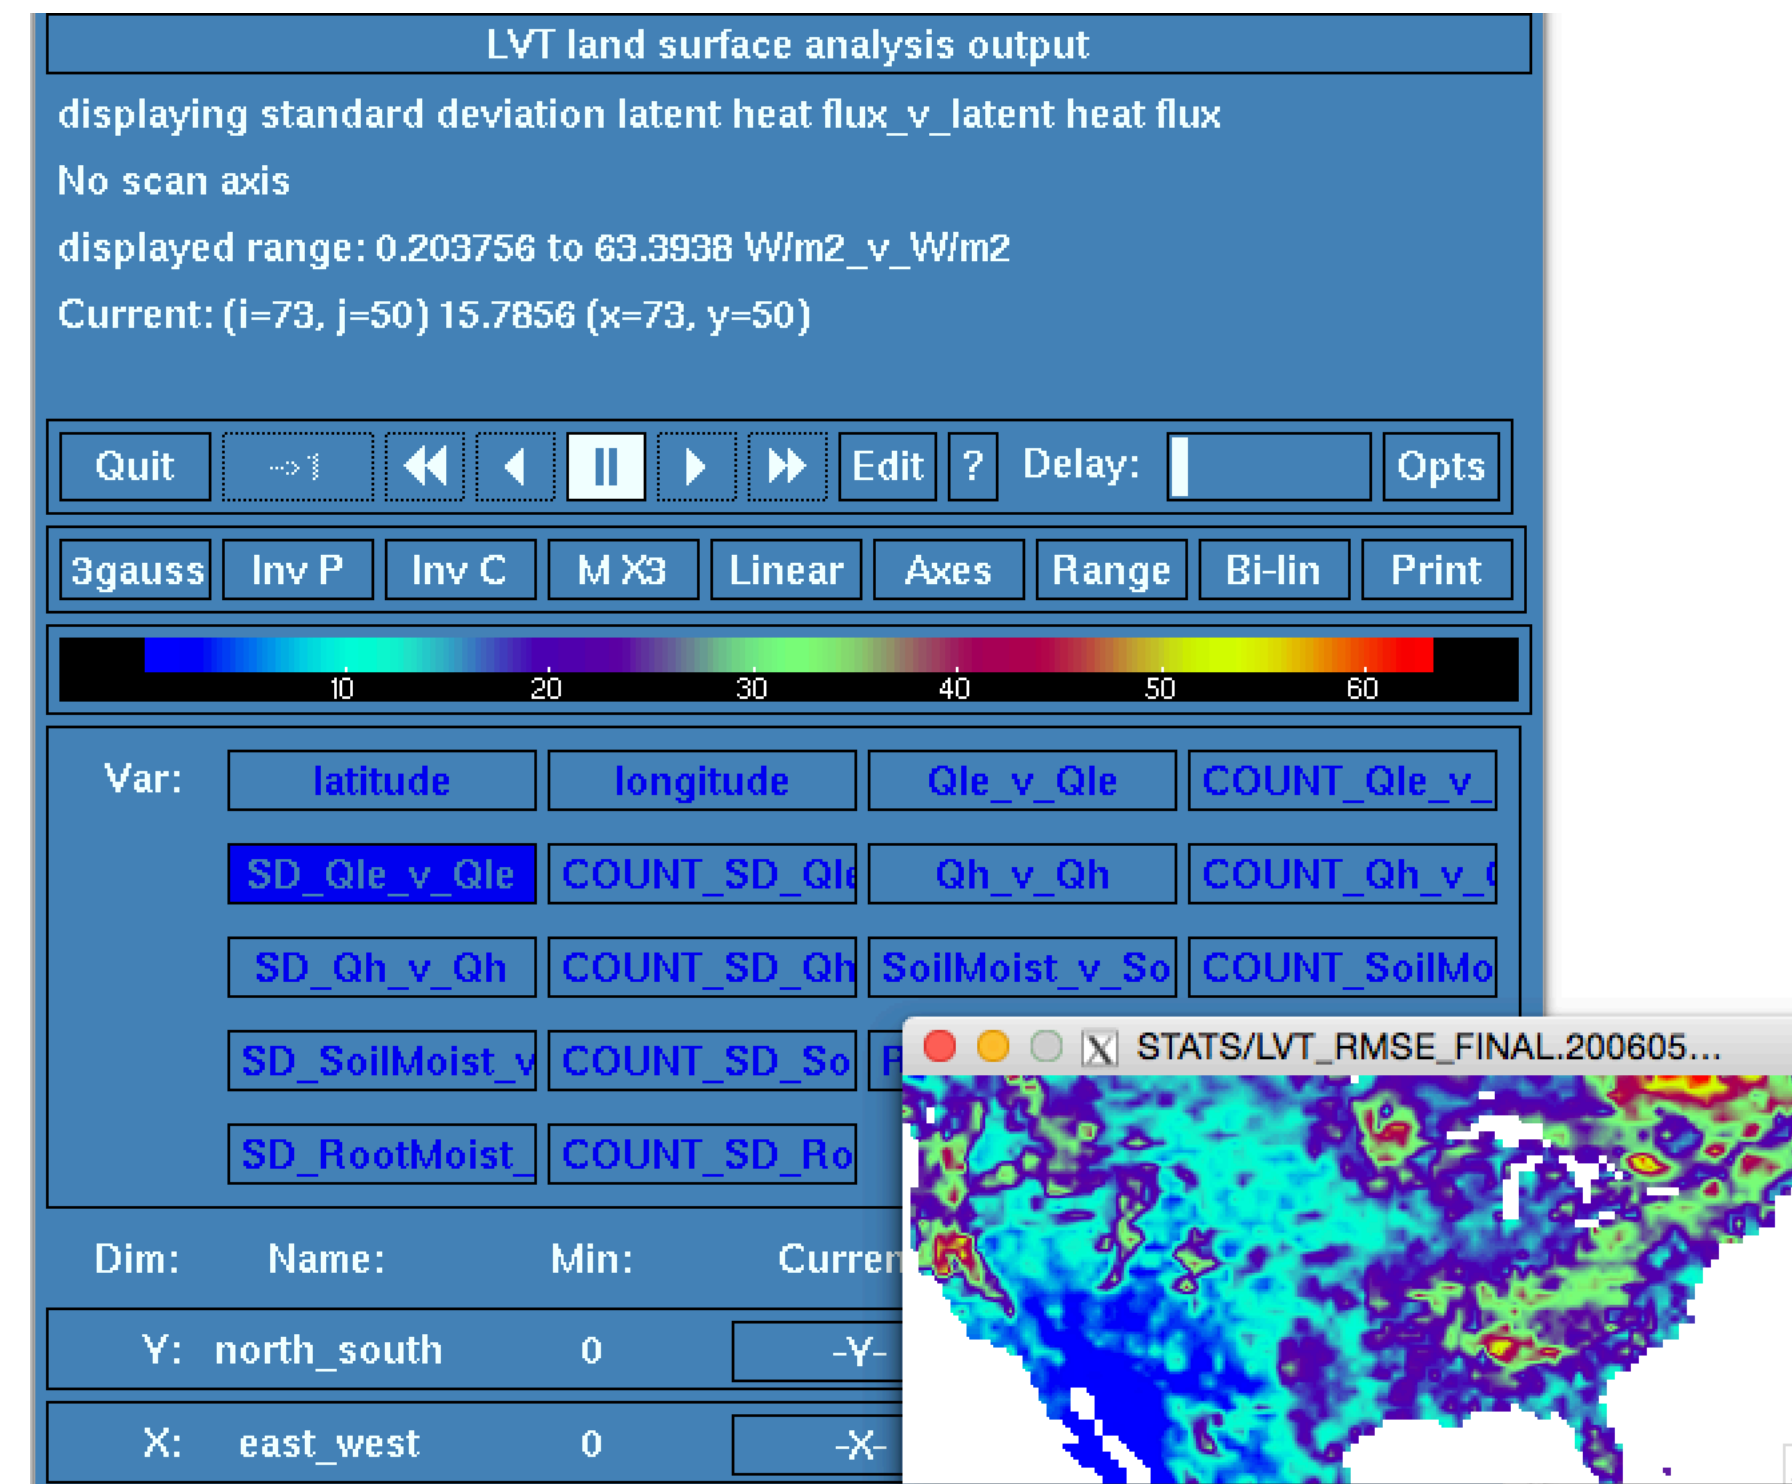 LVT land surface analysis output
displaying standard deviation latent heat flux_v_latent heat flux
No scan axis
displayed range: 0.203756 to 63.3938 W/m2_v_W/m2
Current: (i=73, j=50) 15.7856 (x=73, y=50)
Quit ->1 Edit ? Delay: Opts
3gauss Inv P Inv C M X3 Linear Axes Range Bi-lin Print
10 20 30 40 50 60
Var: latitude longitude Qle_v_Qle COUNT_Qle_v_
SD_Qle_v_Qle COUNT_SD_Qle Qh_v_Qh COUNT_Qh_v_
SD_Qh_v_Qh COUNT_SD_Qh SoilMoist_v_So COUNT_SoilMo
SD_SoilMoist_v COUNT_SD_So
X STATS/LVT_RMSE_FINAL.200605...
SD_RootMoist_ COUNT_SD_Ro
Dim: Name: Min: Curren
Y: north_south 0 -Y-
X: east_west 0 -X-